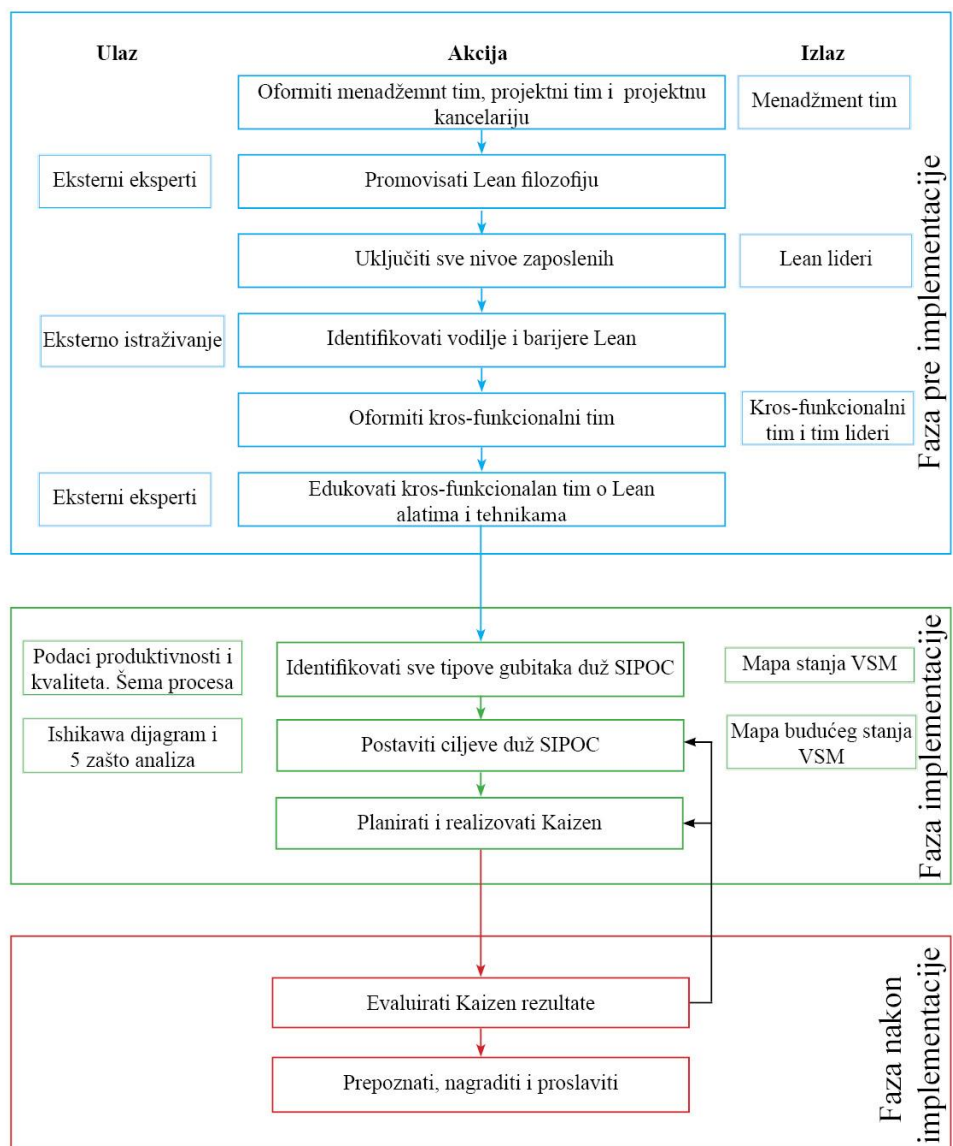 Ulaz
Akcija
Izlaz
Oformiti menadžemnt tim, projektni tim i projektnu
kancelariju
Menadžment tim
Eksterni eksperti
Promovisati Lean filozofiju
Uključiti sve nivoe zaposlenih
Lean lideri
Eksterno istraživanje
Identifikovati vodilje i barijere Lean
Oformiti kros-funkcionalni tim
Kros-funkcionalni
tim i tim lideri
Eksterni eksperti
Edukovati kros-funkcionalan tim o Lean
alatima i tehnikama
Faza pre implementacije
Podaci produktivnosti i
kvaliteta. Šema procesa
Identifikovati sve tipove gubitaka duž SIPOC
Mapa stanja VSM
Ishikawa dijagram i
5 zašto analiza
Postaviti ciljeve duž SIPOC
Mapa budućeg stanja
VSM
Planirati i realizovati Kaizen
Faza implementacije
Evaluirati Kaizen rezultate
Prepoznati, nagraditi i proslaviti
Faza nakon
implementacije